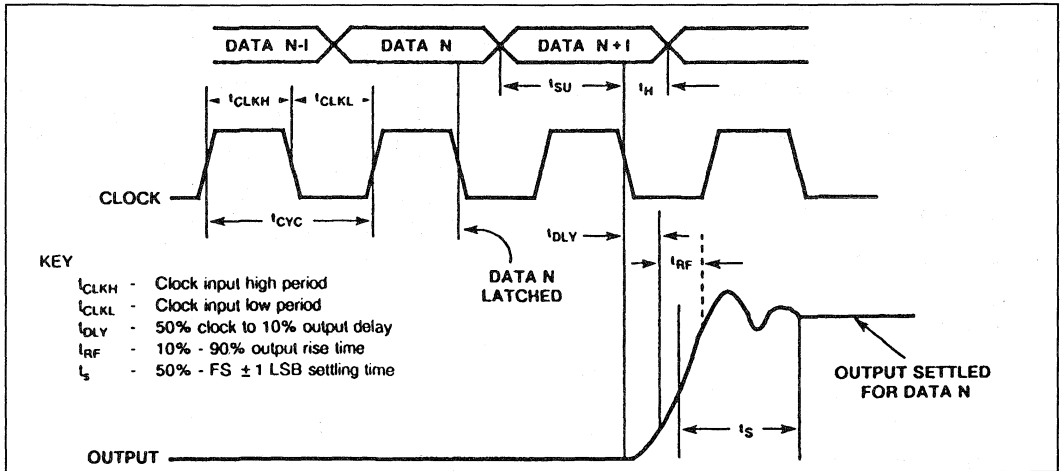 DATA N-1 DATA N DATA N+1
tSU tH
tCLKH tCLKL
CLOCK
tCYC
tDLY
tRF
DATA N
LATCHED
KEY
tCLKH - Clock input high period
tCLKL - Clock input low period
tDLY - 50% clock to 10% output delay
tRF - 10% - 90% output rise time
ts - 50% - FS ±1 LSB settling time
OUTPUT SETTLED
FOR DATA N
tS
OUTPUT